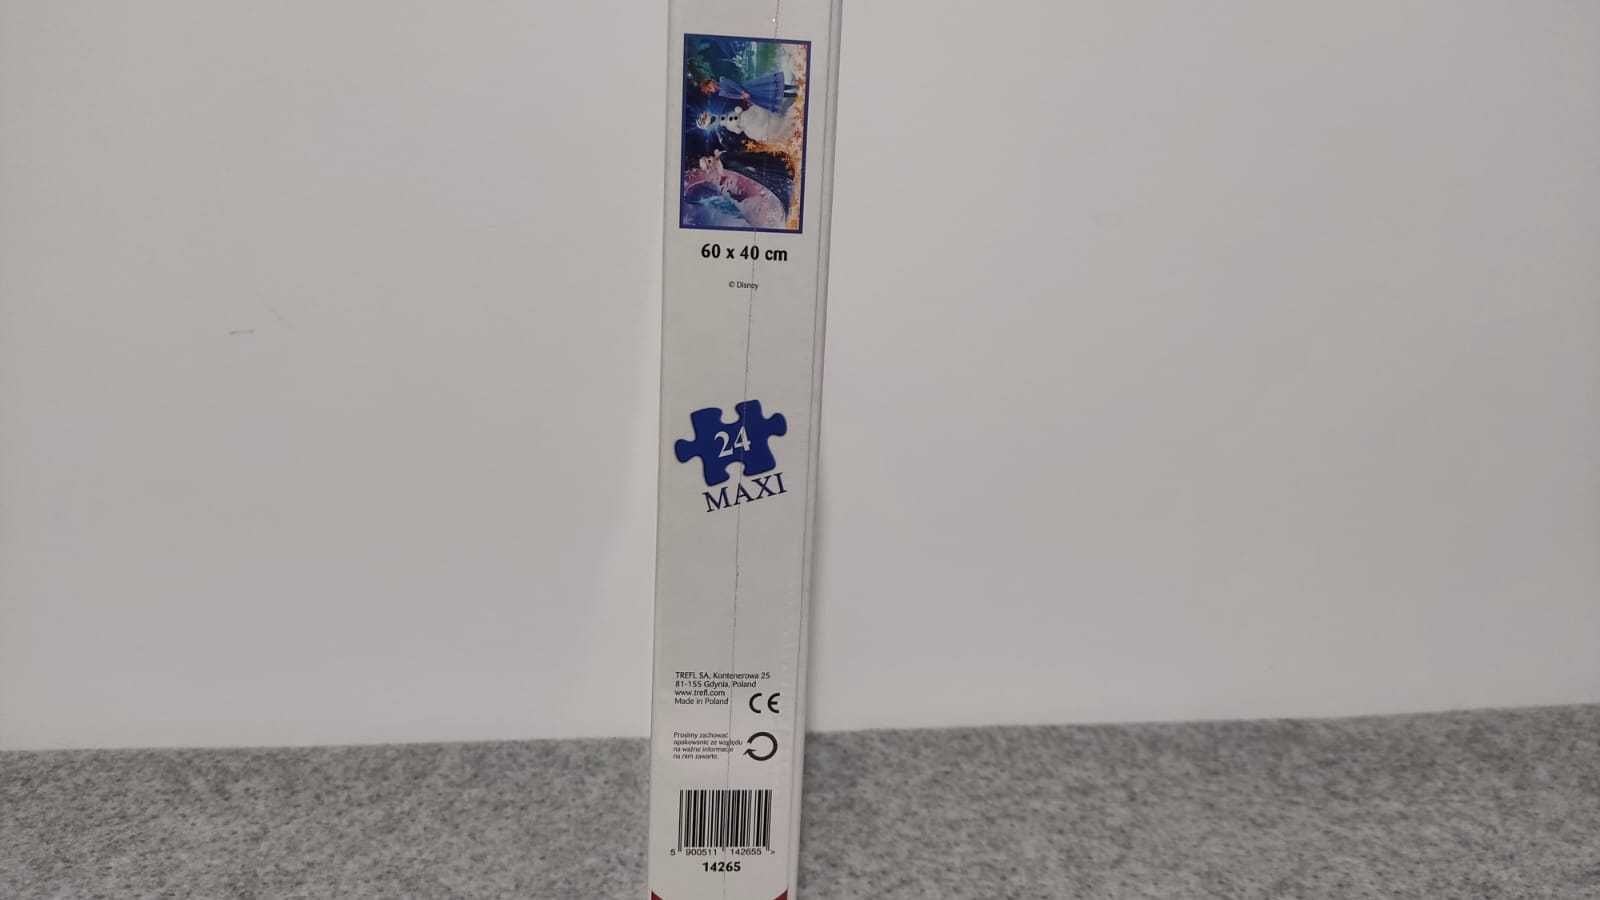 60 x 40 cm
© Disney
24
MAXI
TREFL SA, Kontenerowa 25
81-155 Gdynia, Poland
www.trefl.com
Made in Poland
CE
Prosimy zachować
opakowanie ze względu
na ważne informacje
na nim zawarte.
5 900511 142655 >
14265